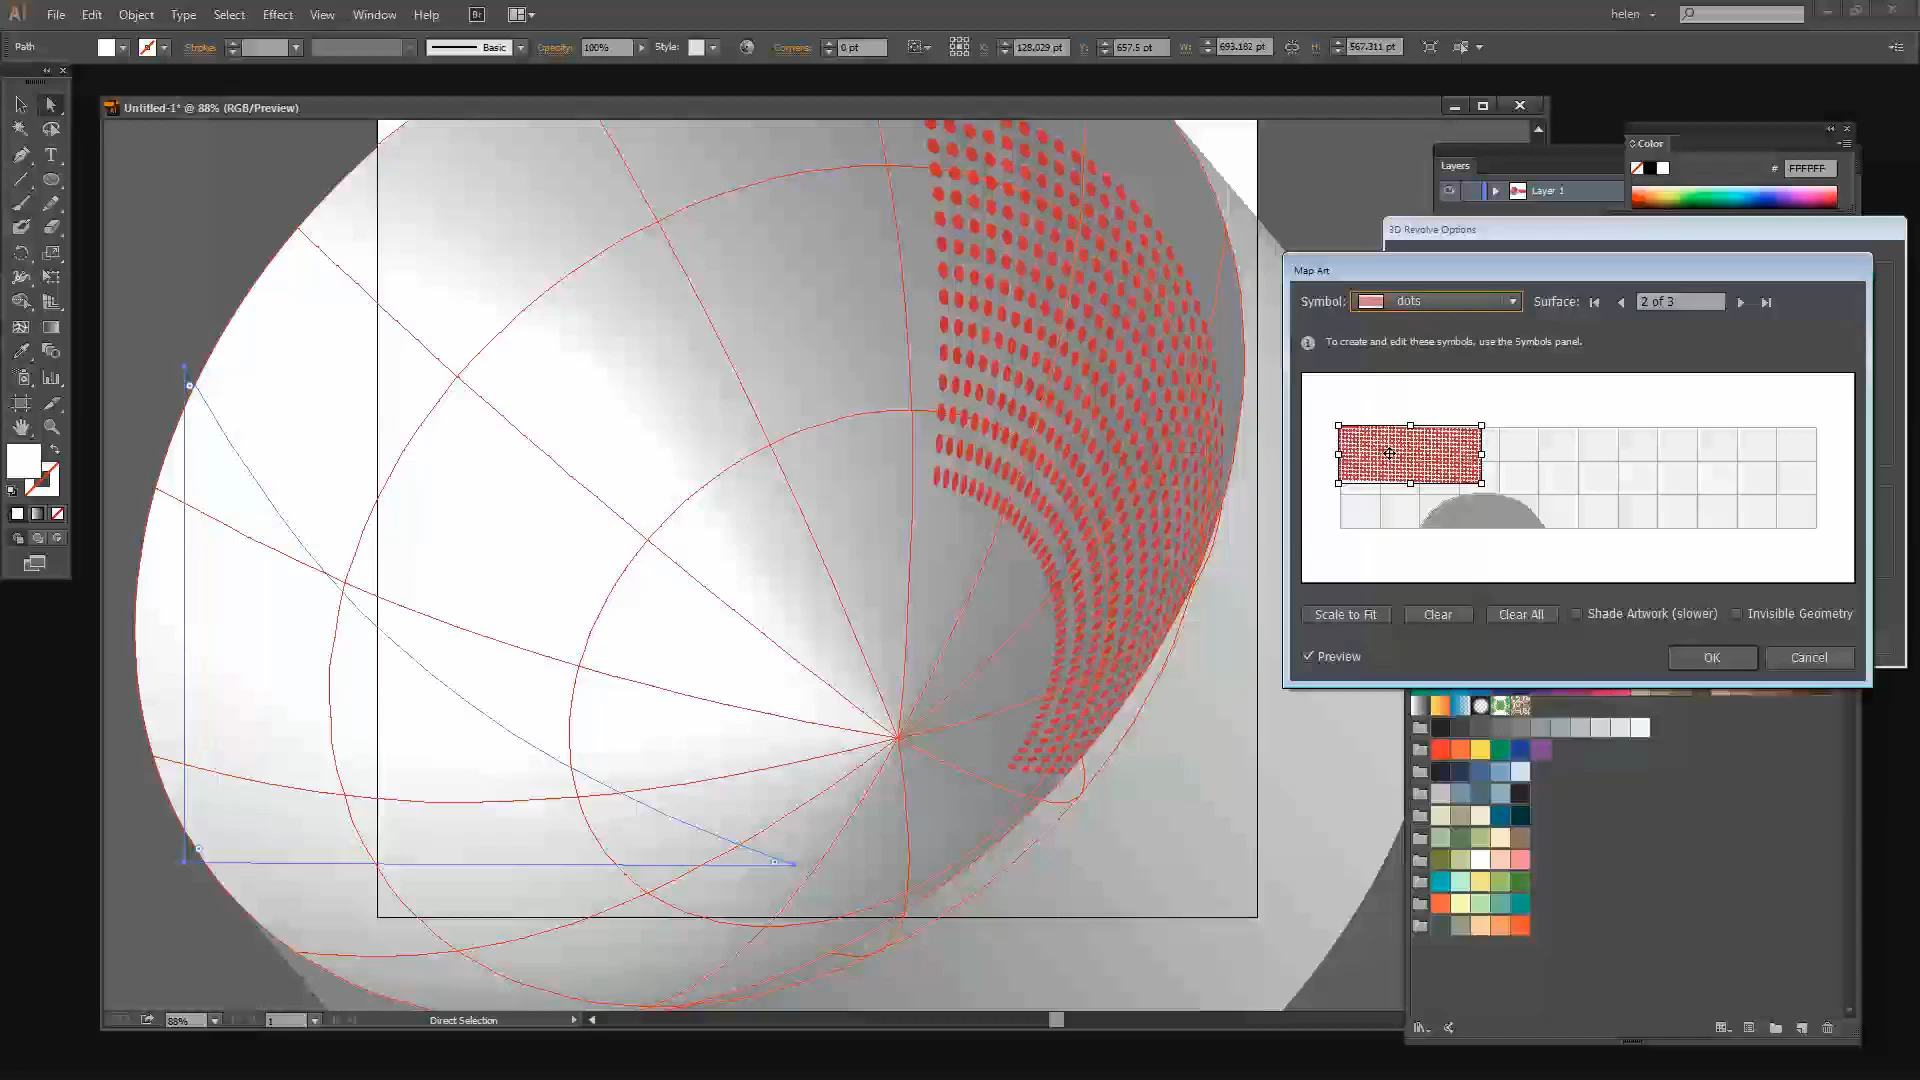 Ai File Edit Object Type Select Effect View Window Help Br helen
Path Stroke: Basic Opacity: 100% Style: Corners: 0 pt X: 128.029 pt Y: 657.5 pt W: 693.182 pt H: 567.311 pt
Untitled-1* @ 88% (RGB/Preview)
Color
# FFFFFF
Layers
Layer 1
3D Revolve Options
Map Art
Symbol: dots Surface: 2 of 3
To create and edit these symbols, use the Symbols panel.
Scale to Fit Clear Clear All Shade Artwork (slower) Invisible Geometry
Preview OK Cancel
88% 1 Direct Selection